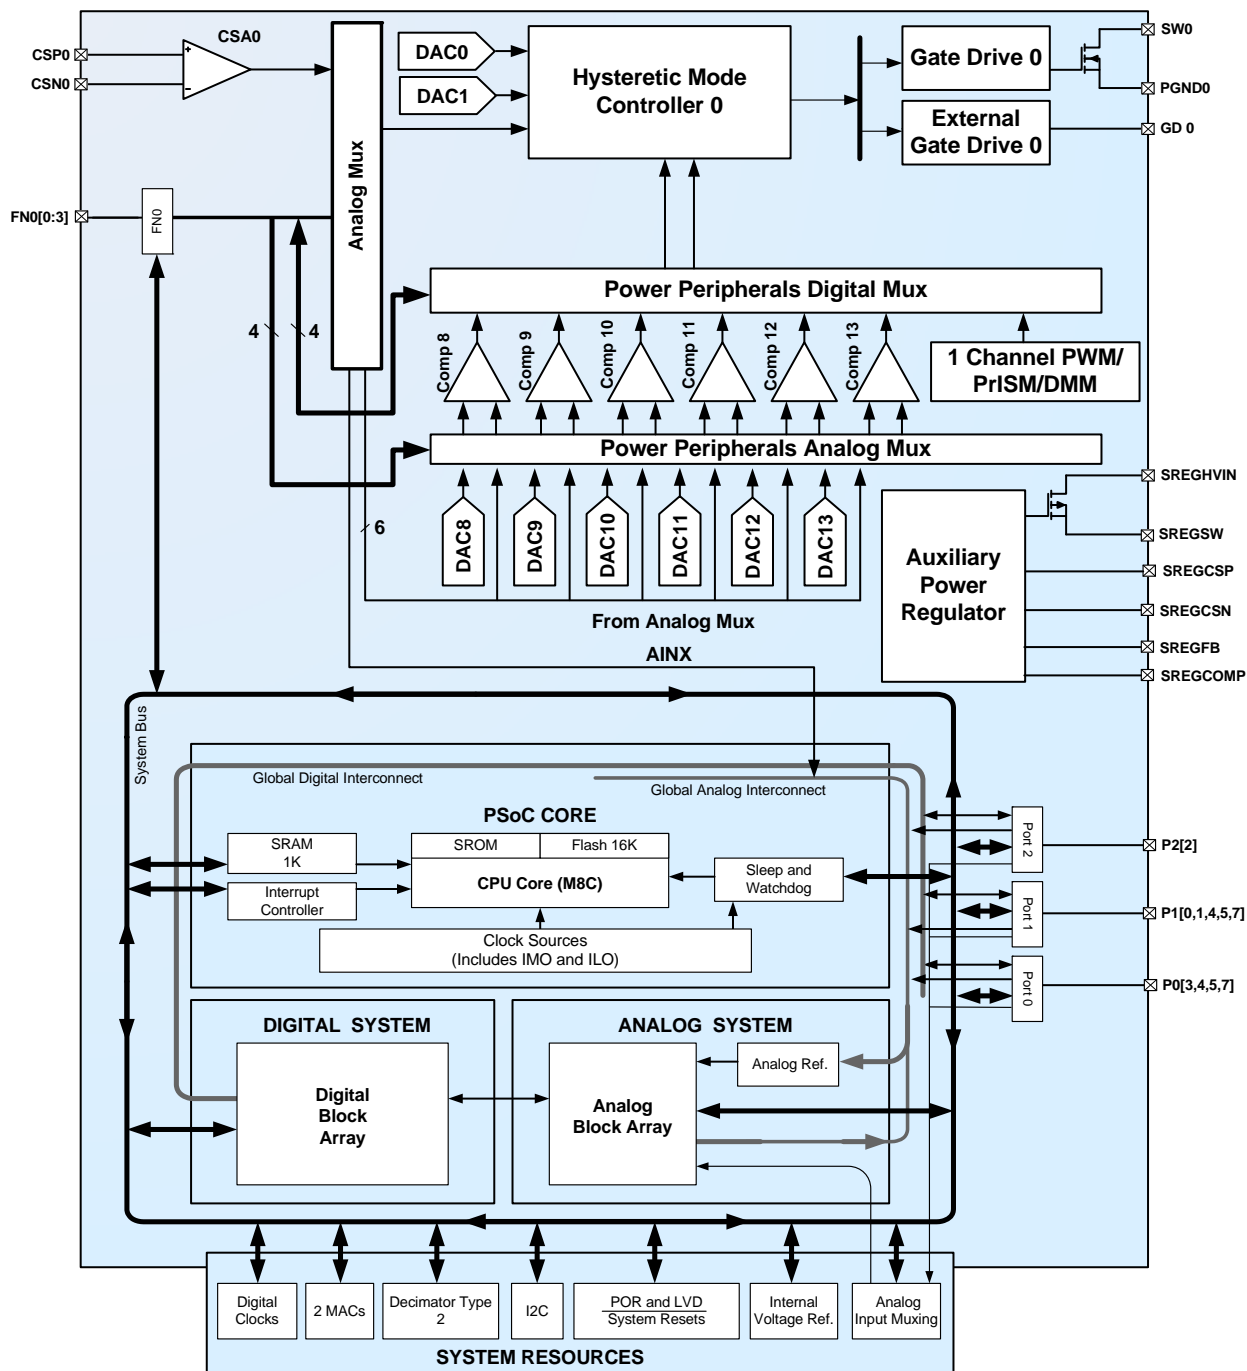 CSA0
CSP0
CSN0
+
−
Analog Mux
DAC0
DAC1
Hysteretic Mode
Controller 0
Gate Drive 0
External
Gate Drive 0
SW0
PGND0
GD 0
FN0[0:3]
FN0
4
4
Power Peripherals Digital Mux
Comp 8
Comp 9
Comp 10
Comp 11
Comp 12
Comp 13
1 Channel PWM/
PrISM/DMM
Power Peripherals Analog Mux
6
DAC8
DAC9
DAC10
DAC11
DAC12
DAC13
From Analog Mux
AINX
Auxiliary
Power
Regulator
SREGHVIN
SREGSW
SREGCSP
SREGCSN
SREGFB
SREGCOMP
System Bus
Global Digital Interconnect
Global Analog Interconnect
PSoC CORE
SRAM
1K
SROM
Flash 16K
CPU Core (M8C)
Interrupt
Controller
Sleep and
Watchdog
Clock Sources
(Includes IMO and ILO)
Port 2
P2[2]
Port 1
P1[0,1,4,5,7]
Port 0
P0[3,4,5,7]
DIGITAL SYSTEM
Digital
Block
Array
ANALOG SYSTEM
Analog
Block Array
Analog Ref.
Digital
Clocks
2 MACs
Decimator Type
2
I2C
POR and LVD
System Resets
Internal
Voltage Ref.
Analog
Input Muxing
SYSTEM RESOURCES